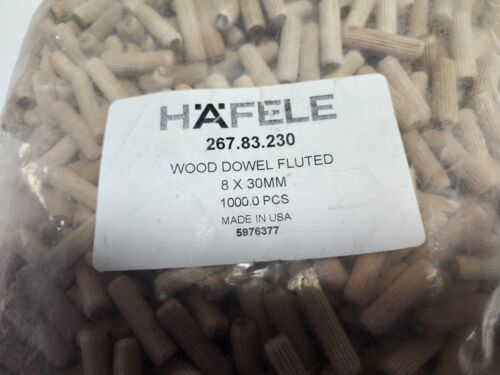 HÄFELE
267.83.230
WOOD DOWEL FLUTED
8 X 30MM
1000.0 PCS
MADE IN USA
5976377